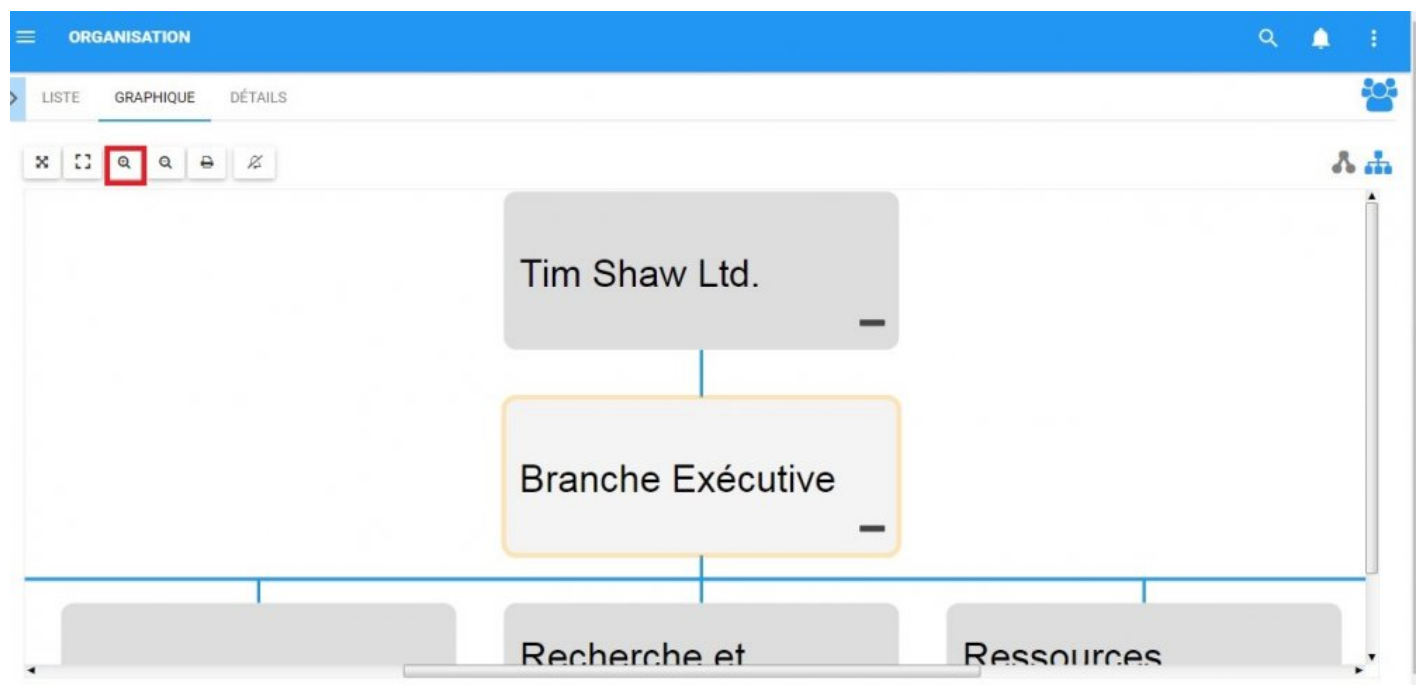 ORGANISATION
LISTE GRAPHIQUE DÉTAILS
Tim Shaw Ltd.
Branche Exécutive
Recherche et
Ressources